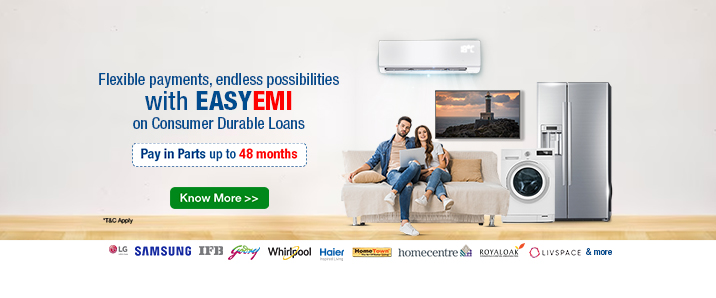 Flexible payments, endless possibilities
with EASYEMI
on Consumer Durable Loans
Pay in Parts up to 48 months
Know More >>
*T&C Apply
LG SAMSUNG IFB Godrej Whirlpool Haier HomeTown homecentre ROYALOAK LIVSPACE & more